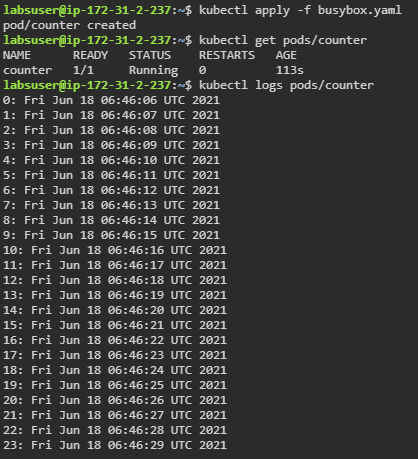 labsuser@ip-172-31-2-237:~$ kubectl apply -f busybox.yaml
pod/counter created
labsuser@ip-172-31-2-237:~$ kubectl get pods/counter
NAME      READY   STATUS    RESTARTS   AGE
counter   1/1     Running   0          113s
labsuser@ip-172-31-2-237:~$ kubectl logs pods/counter
0: Fri Jun 18 06:46:06 UTC 2021
1: Fri Jun 18 06:46:07 UTC 2021
2: Fri Jun 18 06:46:08 UTC 2021
3: Fri Jun 18 06:46:09 UTC 2021
4: Fri Jun 18 06:46:10 UTC 2021
5: Fri Jun 18 06:46:11 UTC 2021
6: Fri Jun 18 06:46:12 UTC 2021
7: Fri Jun 18 06:46:13 UTC 2021
8: Fri Jun 18 06:46:14 UTC 2021
9: Fri Jun 18 06:46:15 UTC 2021
10: Fri Jun 18 06:46:16 UTC 2021
11: Fri Jun 18 06:46:17 UTC 2021
12: Fri Jun 18 06:46:18 UTC 2021
13: Fri Jun 18 06:46:19 UTC 2021
14: Fri Jun 18 06:46:20 UTC 2021
15: Fri Jun 18 06:46:21 UTC 2021
16: Fri Jun 18 06:46:22 UTC 2021
17: Fri Jun 18 06:46:23 UTC 2021
18: Fri Jun 18 06:46:24 UTC 2021
19: Fri Jun 18 06:46:25 UTC 2021
20: Fri Jun 18 06:46:26 UTC 2021
21: Fri Jun 18 06:46:27 UTC 2021
22: Fri Jun 18 06:46:28 UTC 2021
23: Fri Jun 18 06:46:29 UTC 2021